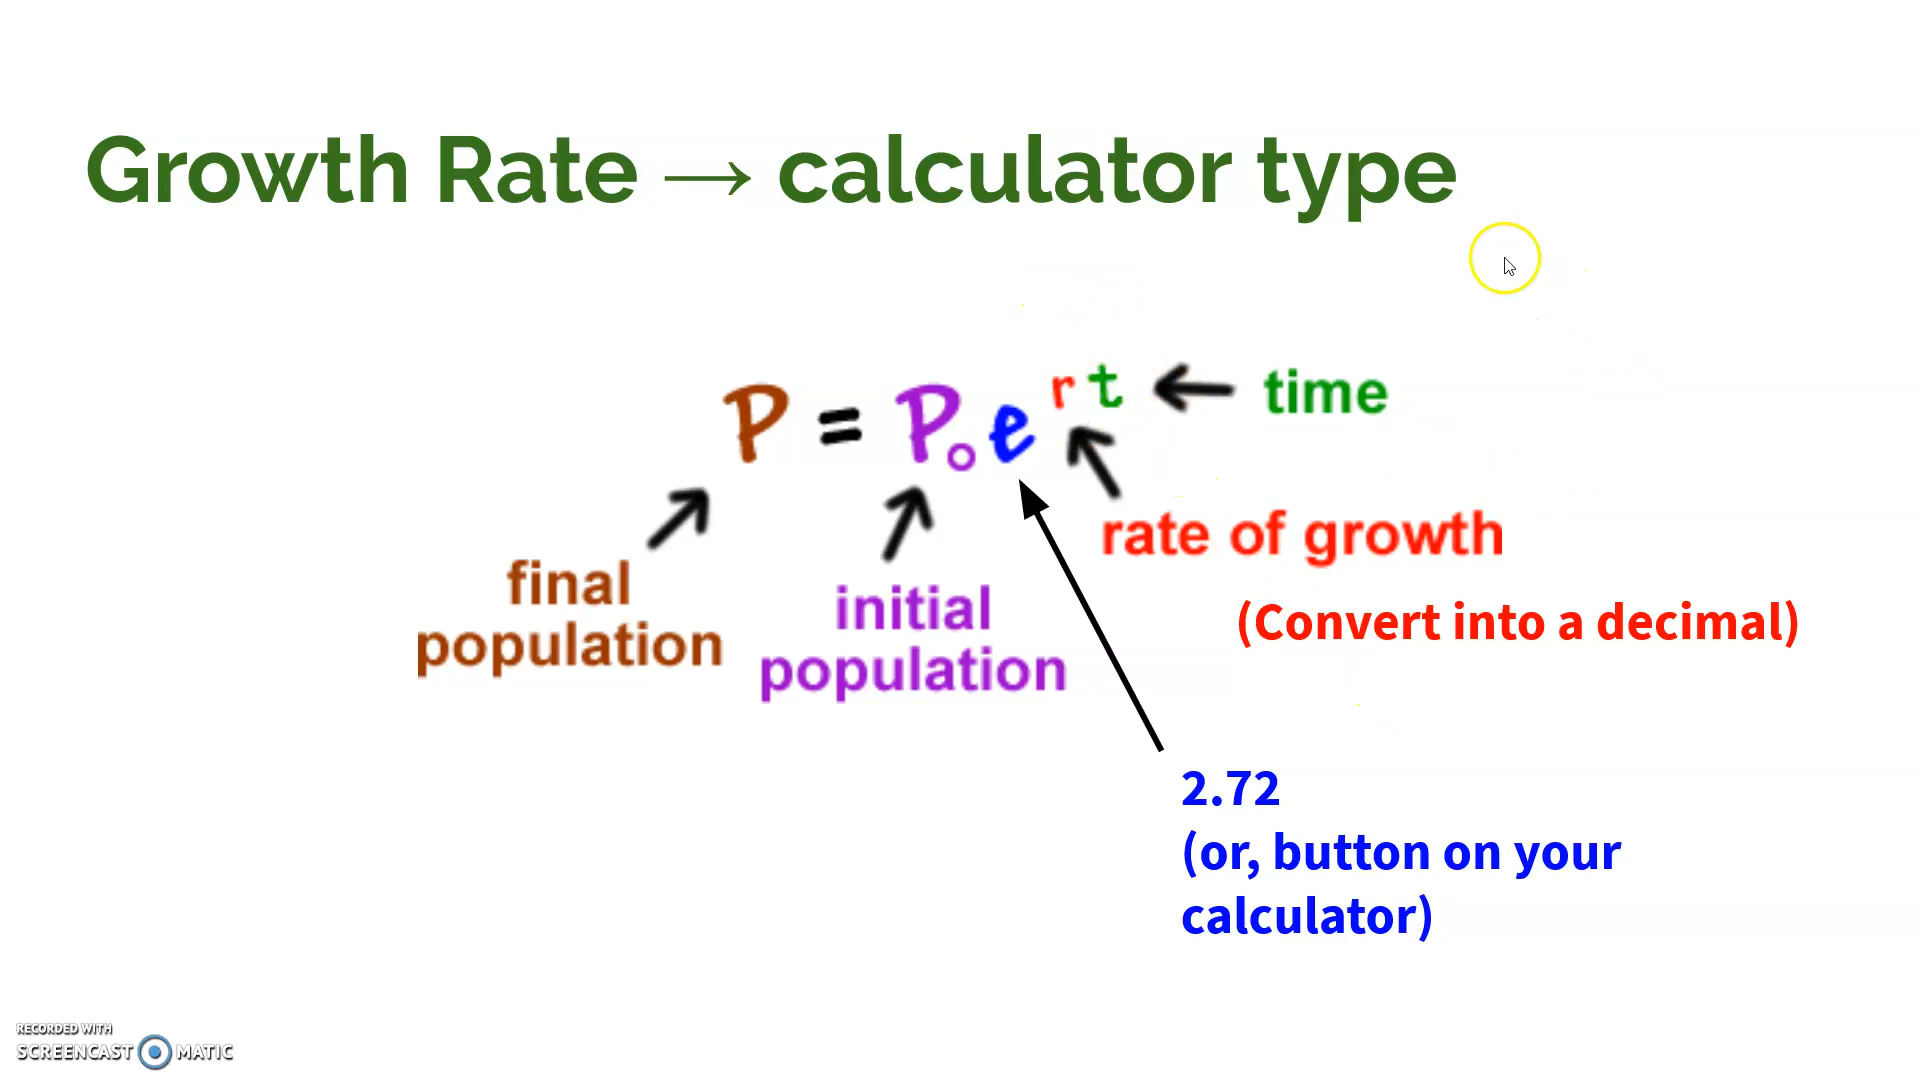 Growth Rate → calculator type
P = P₀e^rt ← time
rate of growth
final
population
initial
population
(Convert into a decimal)
2.72
(or, button on your
calculator)
RECORDED WITH
SCREENCAST MATIC